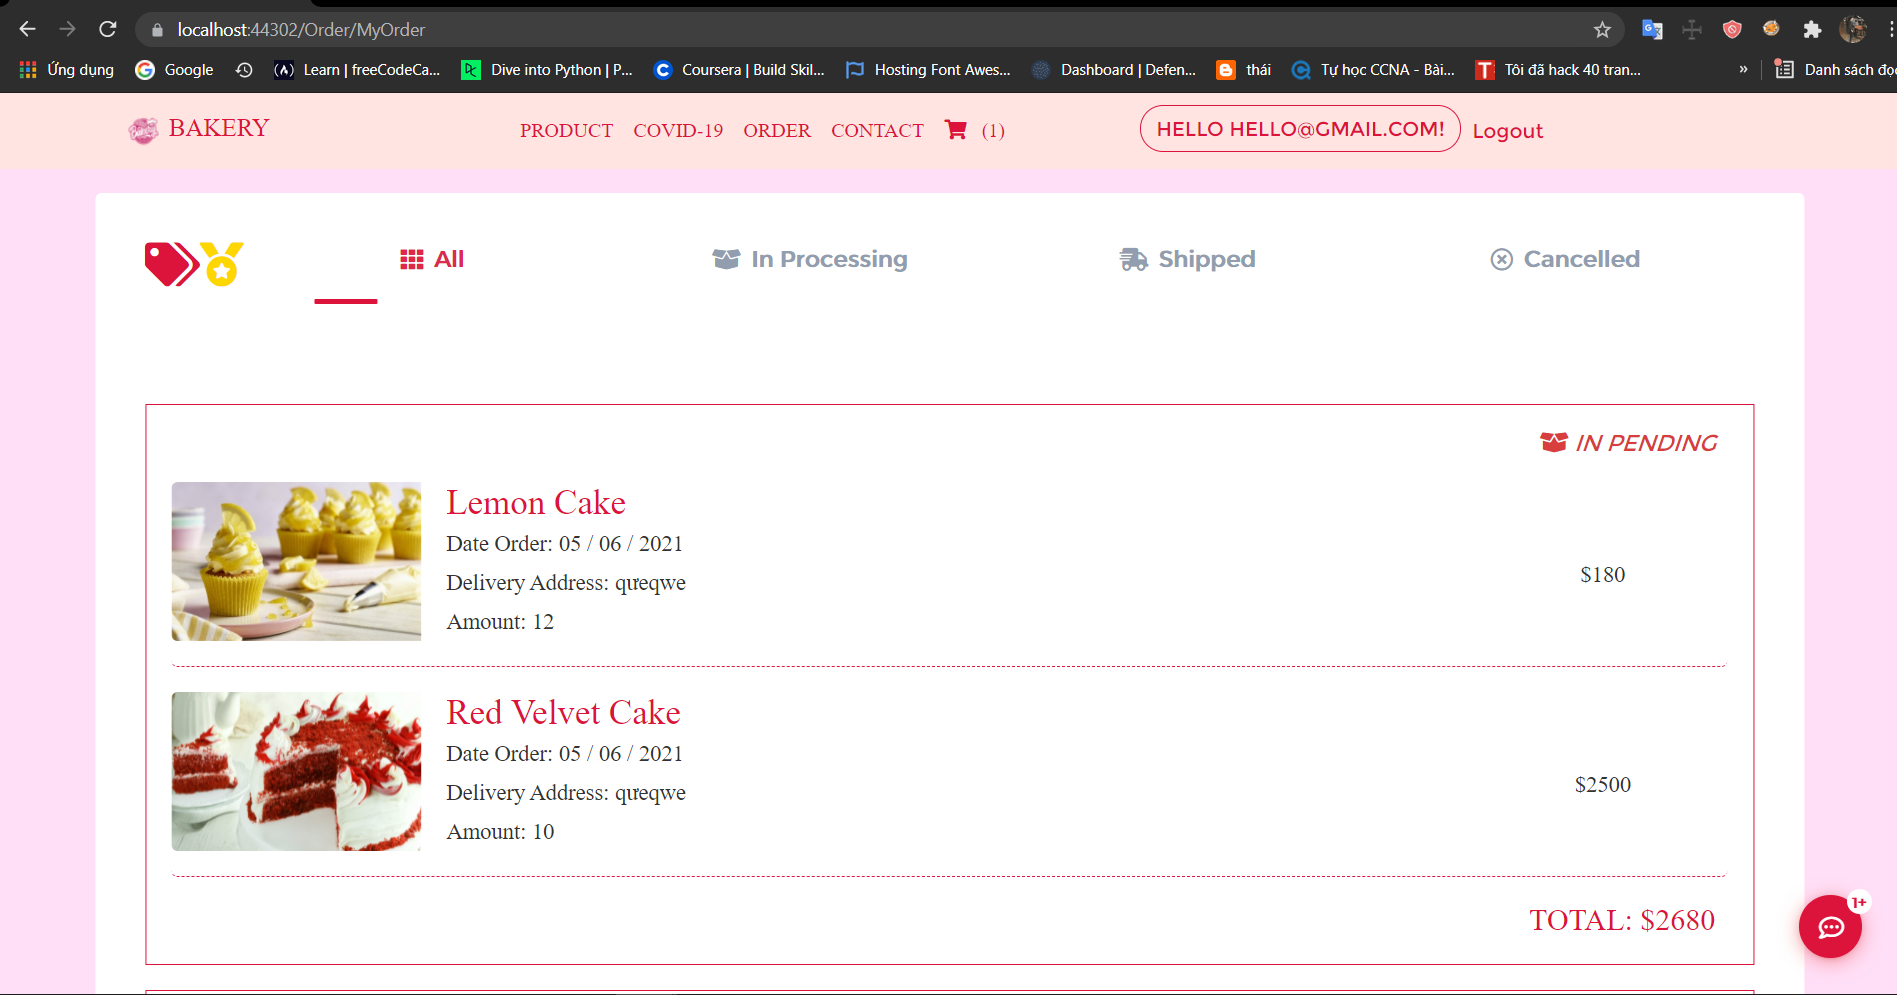 localhost:44302/Order/MyOrder
Ứng dụng Google Learn | freeCodeCa... Dive into Python | P... Coursera | Build Skil... Hosting Font Awes... Dashboard | Defen... thái Tự học CCNA - Bài... Tôi đã hack 40 tran... » Danh sách đọc
BAKERY PRODUCT COVID-19 ORDER CONTACT (1) HELLO HELLO@GMAIL.COM! Logout
All In Processing Shipped Cancelled
IN PENDING
Lemon Cake
Date Order: 05 / 06 / 2021
Delivery Address: qưeqwe
Amount: 12
$180
Red Velvet Cake
Date Order: 05 / 06 / 2021
Delivery Address: qưeqwe
Amount: 10
$2500
TOTAL: $2680
1+